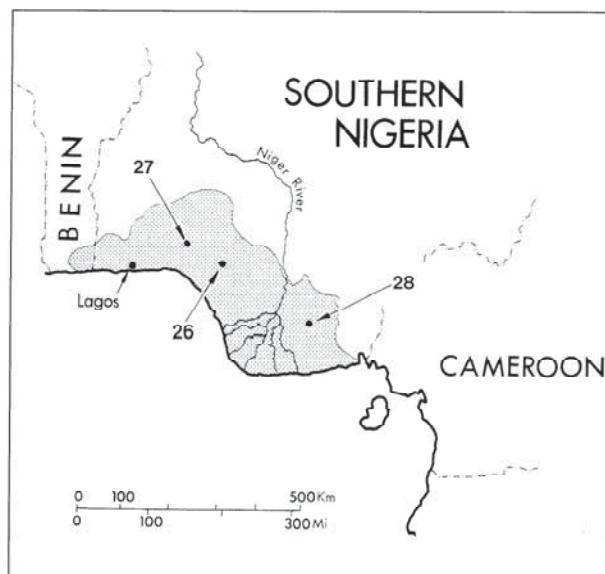 SOUTHERN
NIGERIA
BENIN
Niger River
27
Lagos
26
28
CAMEROON
0 100 500 Km
0 100 300 Mi